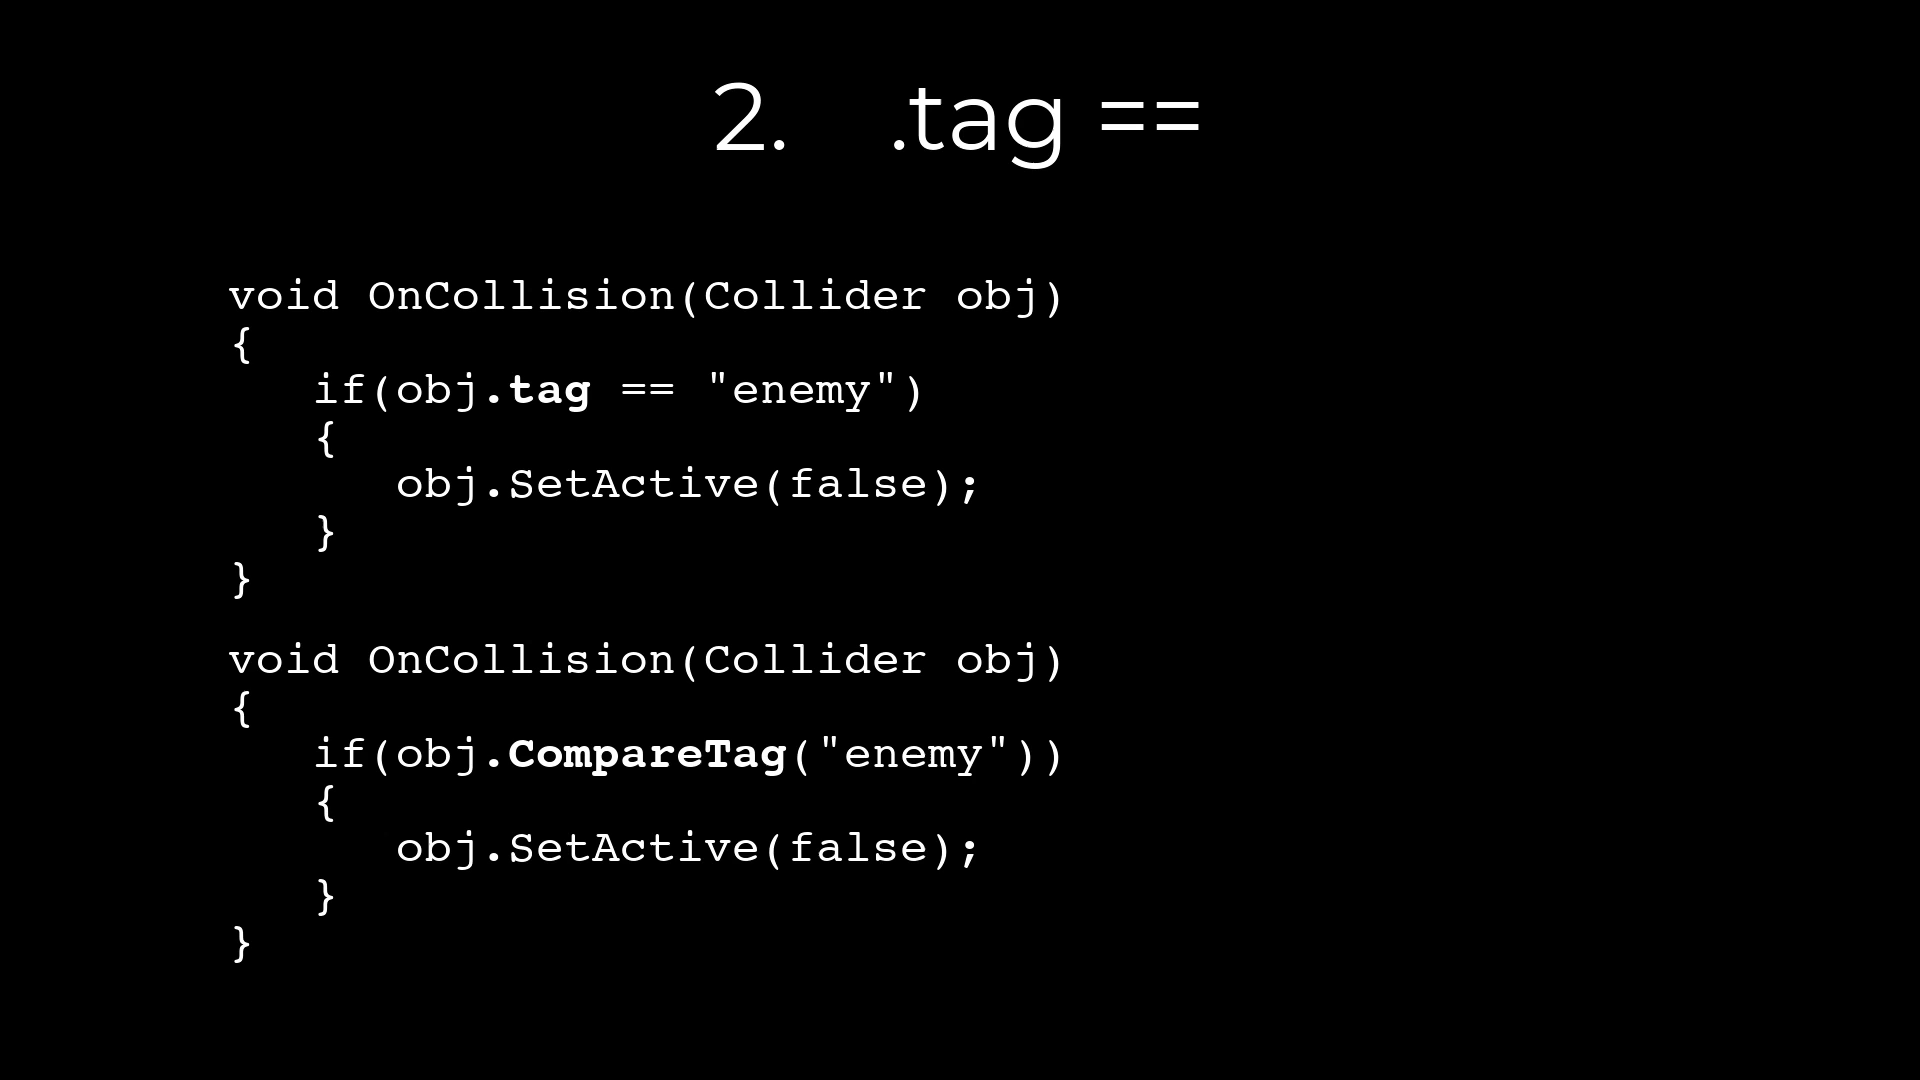 2. .tag ==
void OnCollision(Collider obj)
{
   if(obj.tag == "enemy")
   {
      obj.SetActive(false);
   }
}
void OnCollision(Collider obj)
{
   if(obj.CompareTag("enemy"))
   {
      obj.SetActive(false);
   }
}